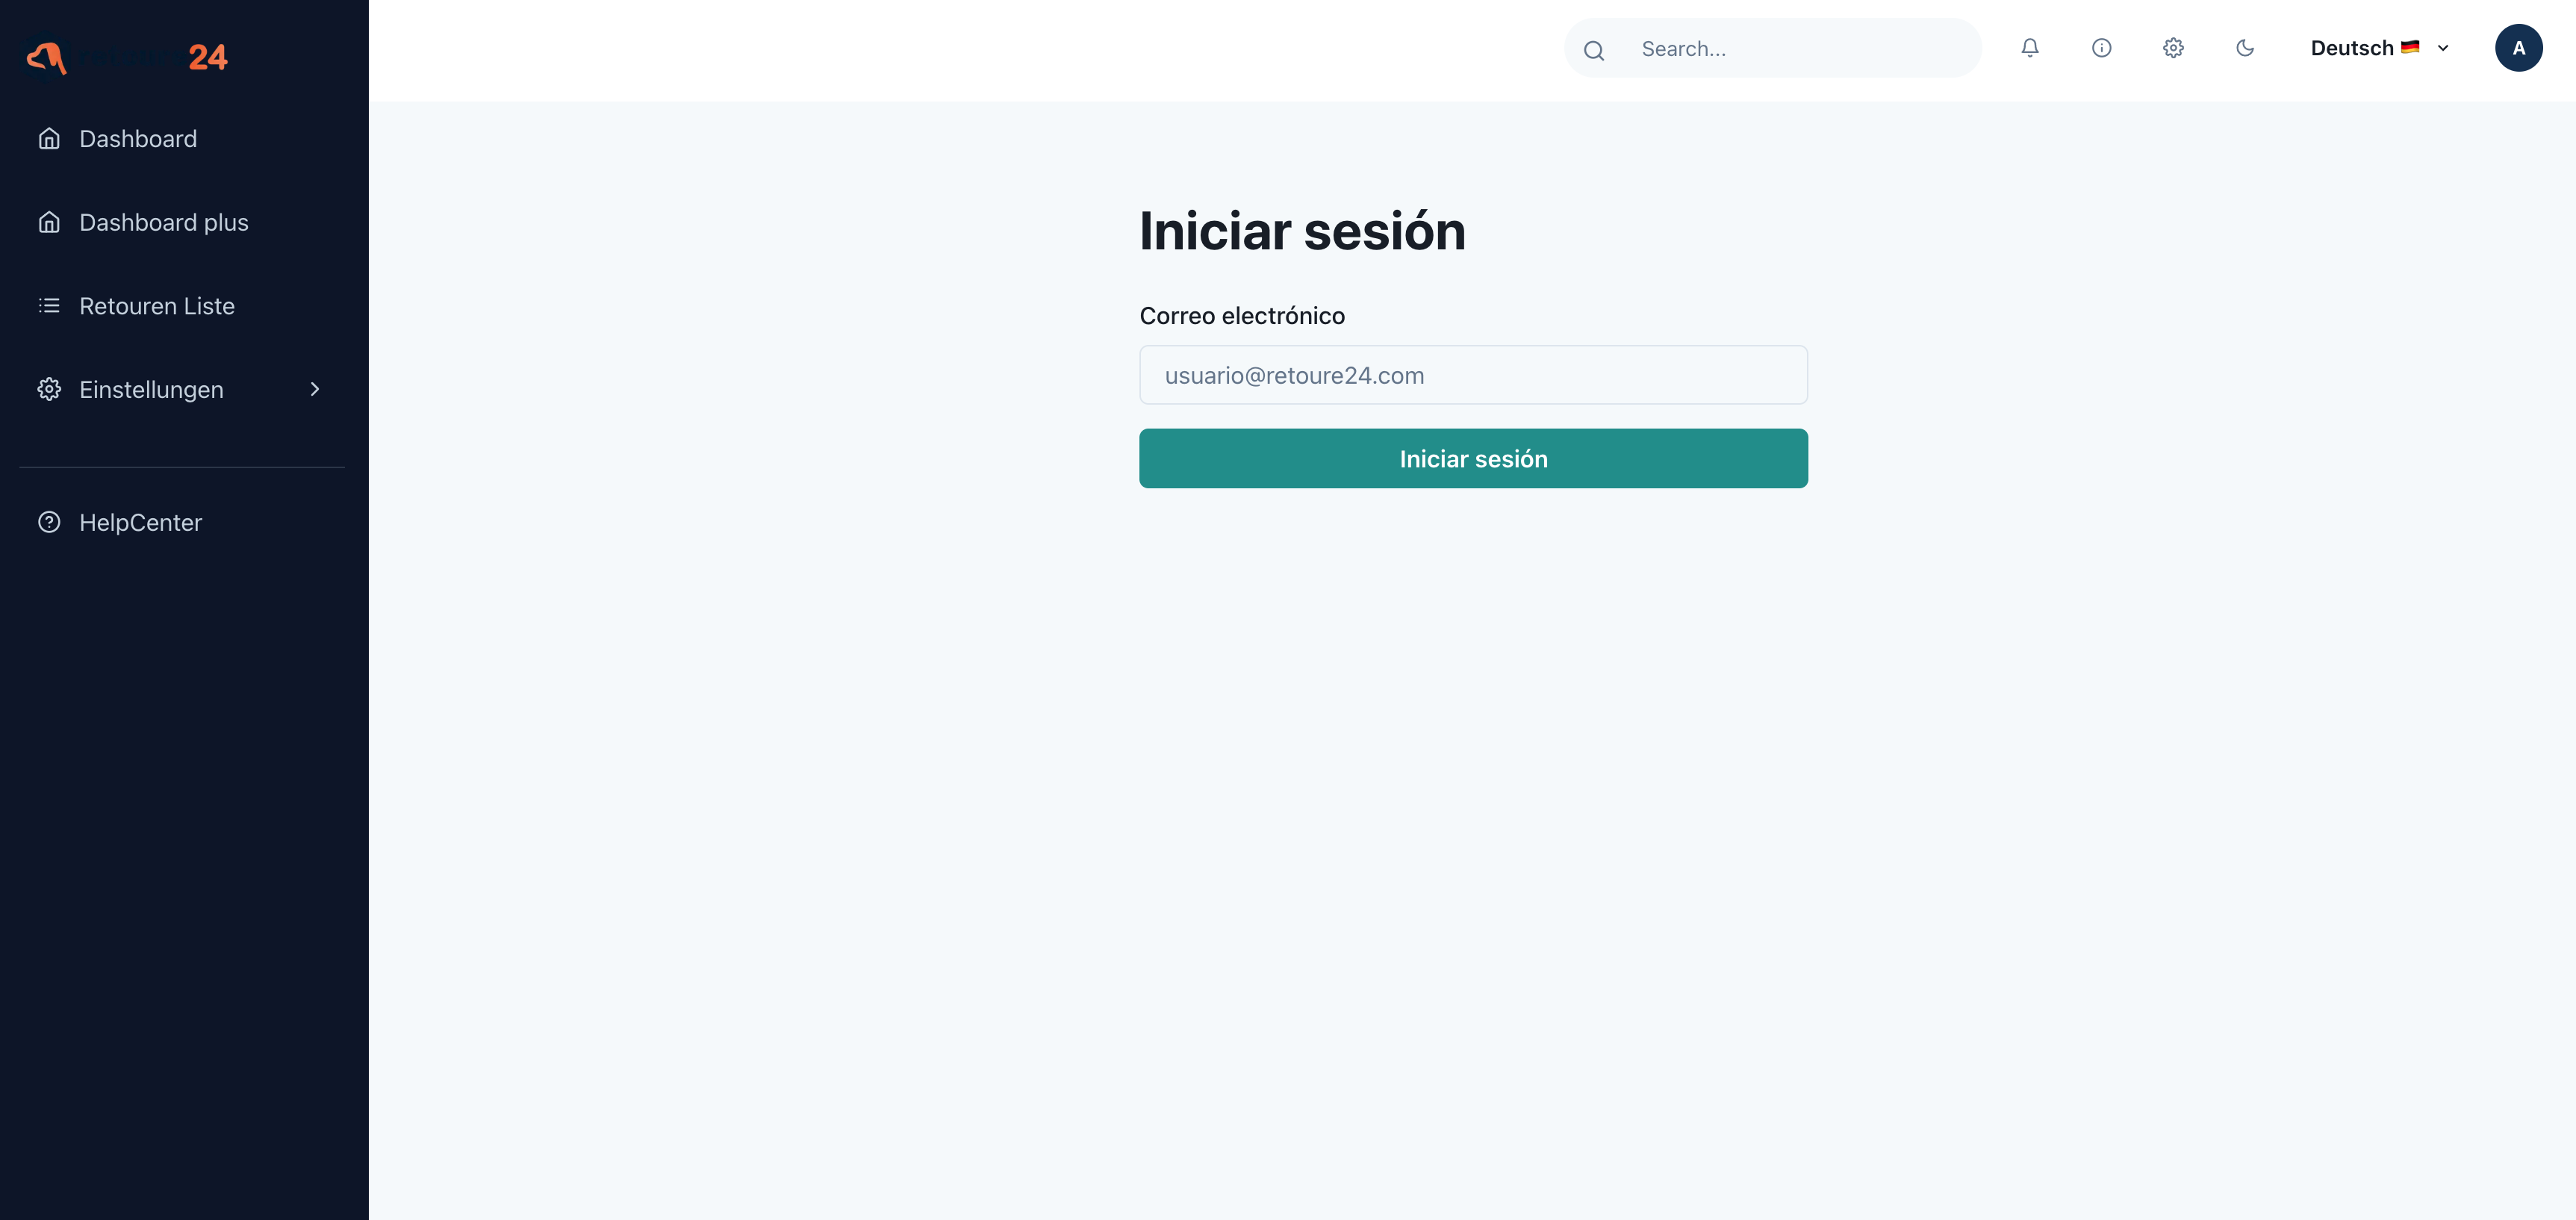 retoure24
Search...
Deutsch
A
Dashboard
Dashboard plus
Retouren Liste
Einstellungen
HelpCenter
Iniciar sesión
Correo electrónico
usuario@retoure24.com
Iniciar sesión